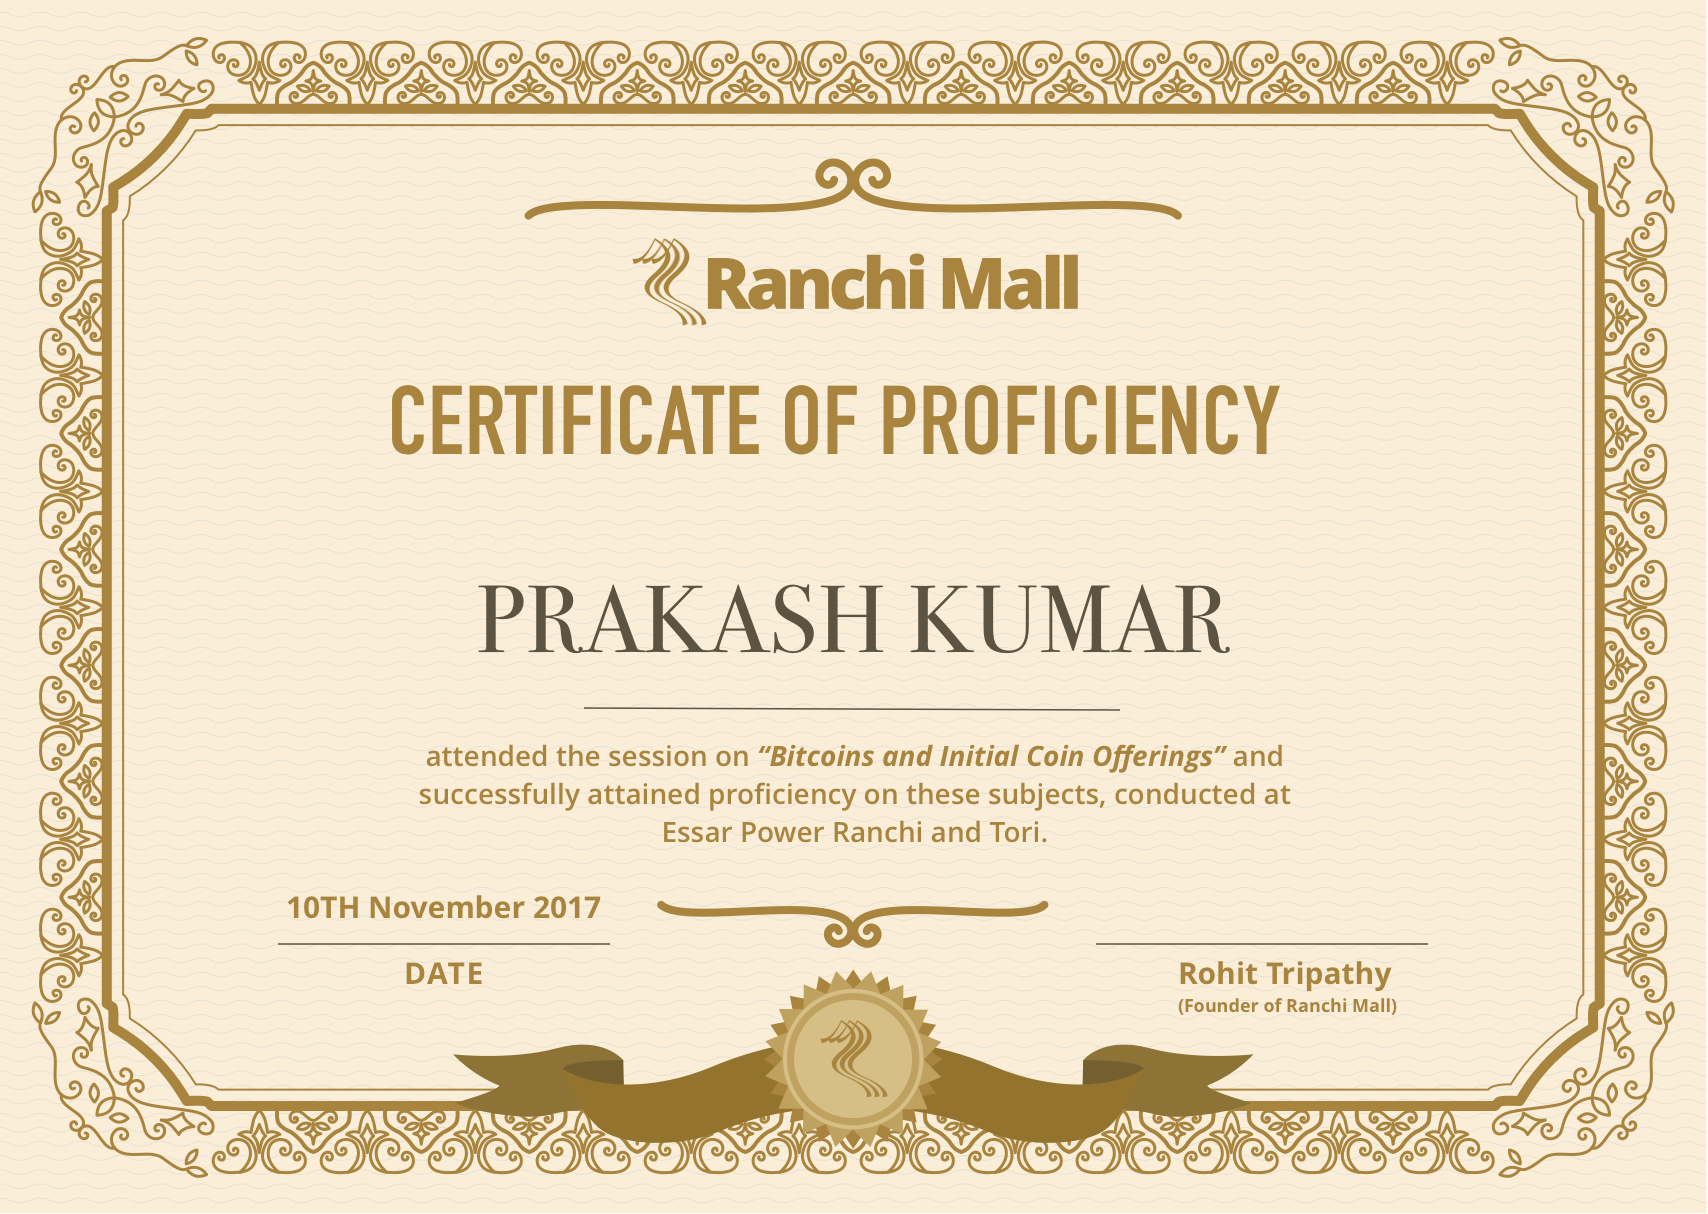 Ranchi Mall
CERTIFICATE OF PROFICIENCY
PRAKASH KUMAR
attended the session on “Bitcoins and Initial Coin Offerings” and
successfully attained proficiency on these subjects, conducted at
Essar Power Ranchi and Tori.
10TH November 2017
DATE
Rohit Tripathy
(Founder of Ranchi Mall)